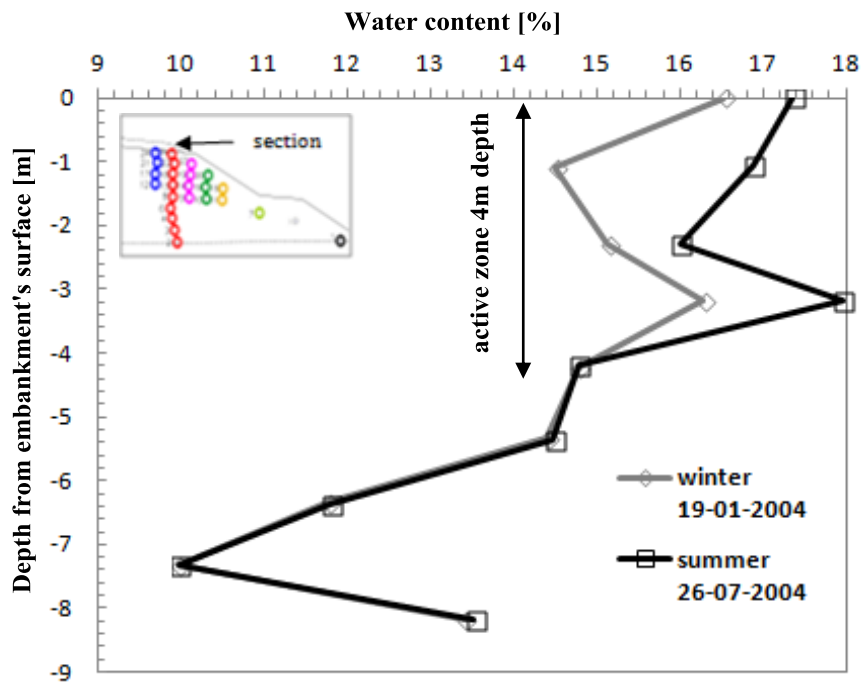 Water content [%]
9 10 11 12 13 14 15 16 17 18
0
-1
-2
-3
-4
-5
-6
-7
-8
-9
Depth from embankment's surface [m]
section
active zone 4m depth
winter
19-01-2004
summer
26-07-2004